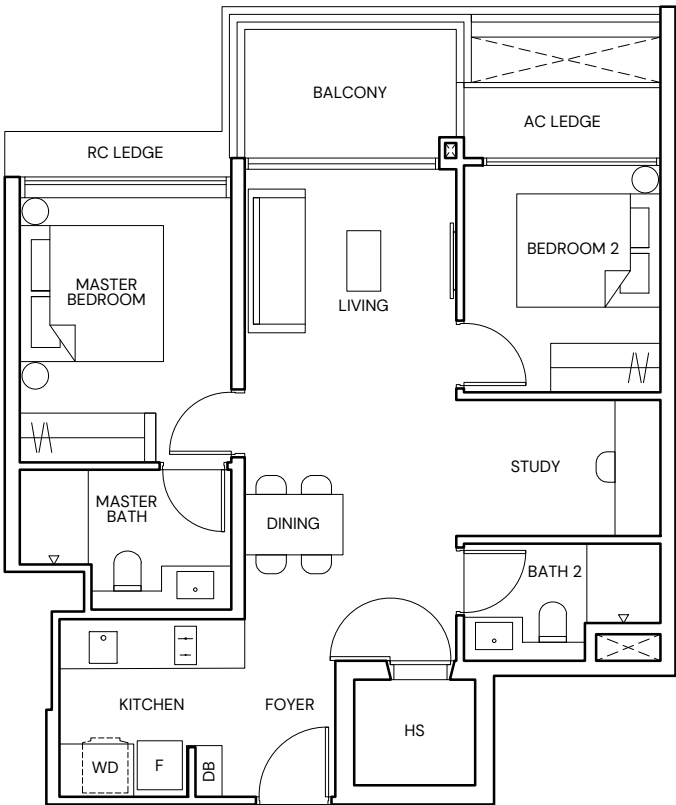 BALCONY
AC LEDGE
RC LEDGE
BEDROOM 2
MASTER
BEDROOM
LIVING
STUDY
MASTER
BATH
DINING
BATH 2
KITCHEN
FOYER
HS
WD
F
DB